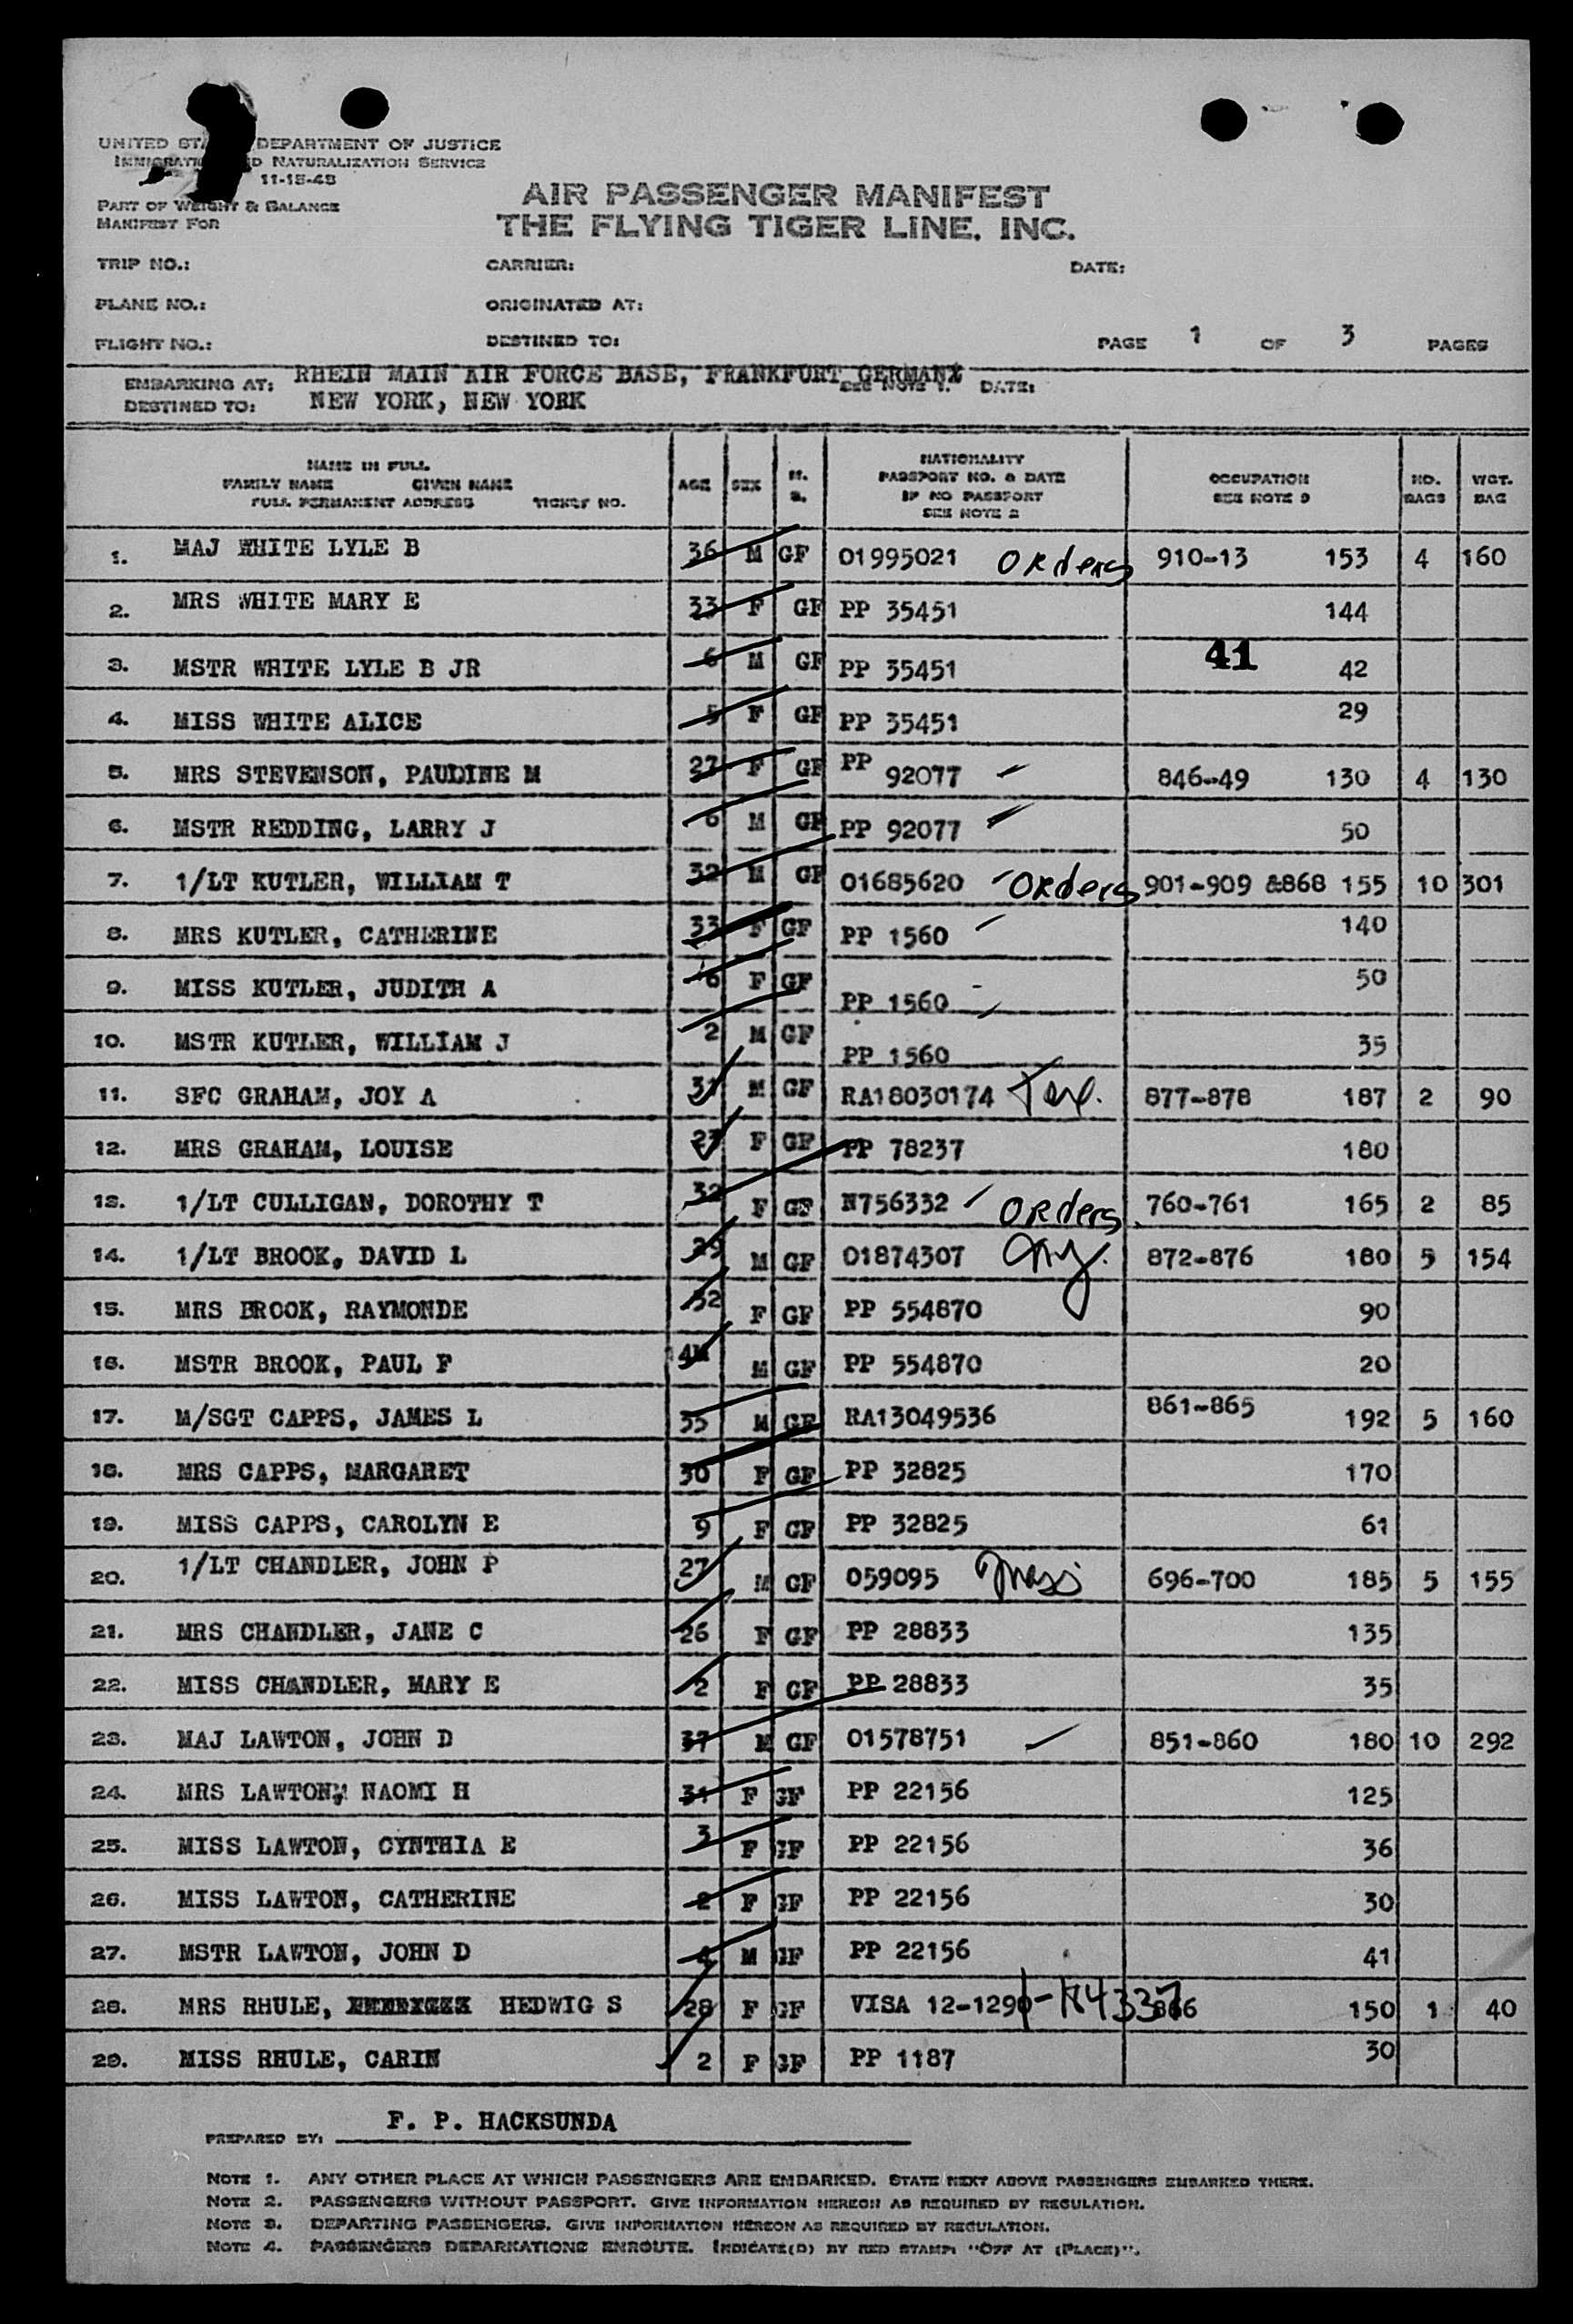 UNITED STA DEPARTMENT OF JUSTICE
IMMIGRATI D NATURALIZATION SERVICE
11-15-48
PART OF WEIGHT & BALANCE
MANIFEST FOR
AIR PASSENGER MANIFEST
THE FLYING TIGER LINE, INC.
TRIP NO.: CARRIER: DATE:
PLANE NO.: ORIGINATED AT:
FLIGHT NO.: DESTINED TO: PAGE 1 OF 3 PAGES
EMBARKING AT: RHEIN MAIN AIR FORCE BASE, FRANKFURT GERMANY SEE NOTE 1. DATE:
DESTINED TO: NEW YORK, NEW YORK
NAME IN FULL
FAMILY NAME GIVEN NAME
FULL PERMANENT ADDRESS TICKET NO.
AGE SEX M. S.
NATIONALITY
PASSPORT NO. & DATE
IF NO PASSPORT
SEE NOTE 2
OCCUPATION
SEE NOTE 3
NO. BAGS
WGT. BAG
1. MAJ WHITE LYLE B 36 M GF 01995021 ORders 910-13 153 4 160
2. MRS WHITE MARY E 33 F GF PP 35451 144
3. MSTR WHITE LYLE B JR 6 M GF PP 35451 41 42
4. MISS WHITE ALICE 5 F GF PP 35451 29
5. MRS STEVENSON, PAULINE M 27 F GF PP 92077 846-49 130 4 130
6. MSTR REDDING, LARRY J 6 M GF PP 92077 50
7. 1/LT KUTLER, WILLIAM T 32 M GF 01685620 ORders 901-909 &868 155 10 301
8. MRS KUTLER, CATHERINE 33 F GF PP 1560 140
9. MISS KUTLER, JUDITH A 6 F GF PP 1560 50
10. MSTR KUTLER, WILLIAM J 2 M GF PP 1560 35
11. SFC GRAHAM, JOY A 31 M GF RA18030174 Tex. 877-878 187 2 90
12. MRS GRAHAM, LOUISE 23 F GF PP 78237 180
13. 1/LT CULLIGAN, DOROTHY T 32 F GF N756332 ORders 760-761 165 2 85
14. 1/LT BROOK, DAVID L 29 M GF 01874307 872-876 180 5 154
15. MRS BROOK, RAYMONDE 32 F GF PP 554870 90
16. MSTR BROOK, PAUL F 4M M GF PP 554870 20
17. M/SGT CAPPS, JAMES L 35 M GF RA13049536 861-865 192 5 160
18. MRS CAPPS, MARGARET 30 F GF PP 32825 170
19. MISS CAPPS, CAROLYN E 9 F GF PP 32825 61
20. 1/LT CHANDLER, JOHN P 27 M GF 059095 Mass 696-700 185 5 155
21. MRS CHANDLER, JANE C 26 F GF PP 28833 135
22. MISS CHANDLER, MARY E 2 F GF PP 28833 35
23. MAJ LAWTON, JOHN D 37 M GF 01578751 851-860 180 10 292
24. MRS LAWTON, NAOMI H 31 F GF PP 22156 125
25. MISS LAWTON, CYNTHIA E 3 F GF PP 22156 36
26. MISS LAWTON, CATHERINE 2 F GF PP 22156 30
27. MSTR LAWTON, JOHN D 4 M GF PP 22156 41
28. MRS RHULE, HEDWIG S 28 F GF VISA 12-1290 866 150 1 40
29. MISS RHULE, CARIN 2 F GF PP 1187 30
PREPARED BY: F. P. HACKSUNDA
NOTE 1. ANY OTHER PLACE AT WHICH PASSENGERS ARE EMBARKED. STATE NEXT ABOVE PASSENGERS EMBARKED THERE.
NOTE 2. PASSENGERS WITHOUT PASSPORT. GIVE INFORMATION HEREON AS REQUIRED BY REGULATION.
NOTE 3. DEPARTING PASSENGERS. GIVE INFORMATION HEREON AS REQUIRED BY REGULATION.
NOTE 4. PASSENGERS DEBARKATIONS ENROUTE. INDICATE(D) BY RED STAMP: "OFF AT (PLACE)".